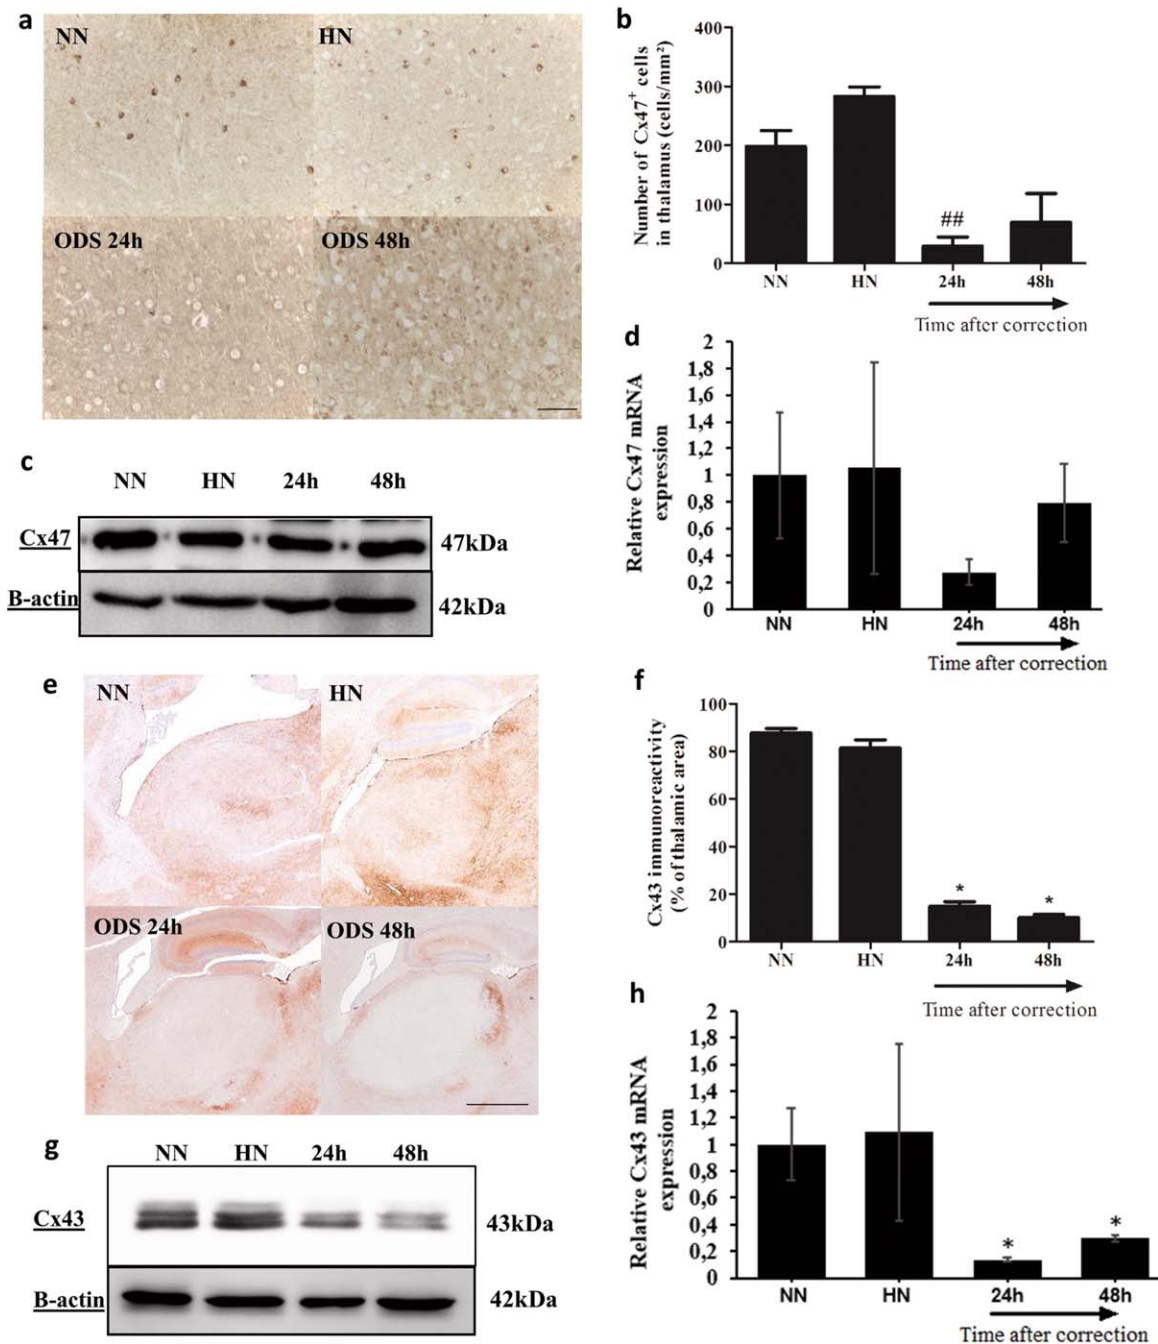 a
NN
HN
ODS 24h
ODS 48h
b
Number of Cx47⁺ cells
in thalamus (cells/mm²)
400
300
200
100
0
##
NN
HN
24h
48h
Time after correction
c
NN
HN
24h
48h
Cx47
47kDa
B-actin
42kDa
d
Relative Cx47 mRNA
expression
2
1,8
1,6
1,4
1,2
1
0,8
0,6
0,4
0,2
0
NN
HN
24h
48h
Time after correction
e
NN
HN
ODS 24h
ODS 48h
f
Cx43 immunoreactivity
(% of thalamic area)
100
80
60
40
20
0
*
*
NN
HN
24h
48h
Time after correction
g
NN
HN
24h
48h
Cx43
43kDa
B-actin
42kDa
h
Relative Cx43 mRNA
expression
2
1,8
1,6
1,4
1,2
1
0,8
0,6
0,4
0,2
0
*
*
NN
HN
24h
48h
Time after correction